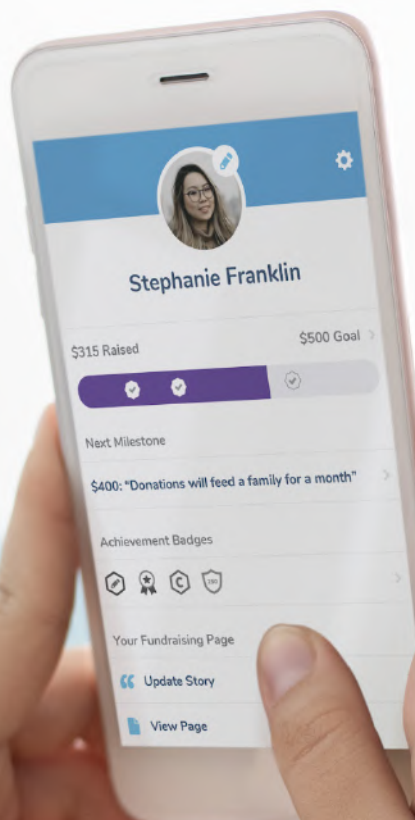 Stephanie Franklin
$315 Raised
$500 Goal
Next Milestone
$400: “Donations will feed a family for a month”
Achievement Badges
C
Your Fundraising Page
Update Story
View Page